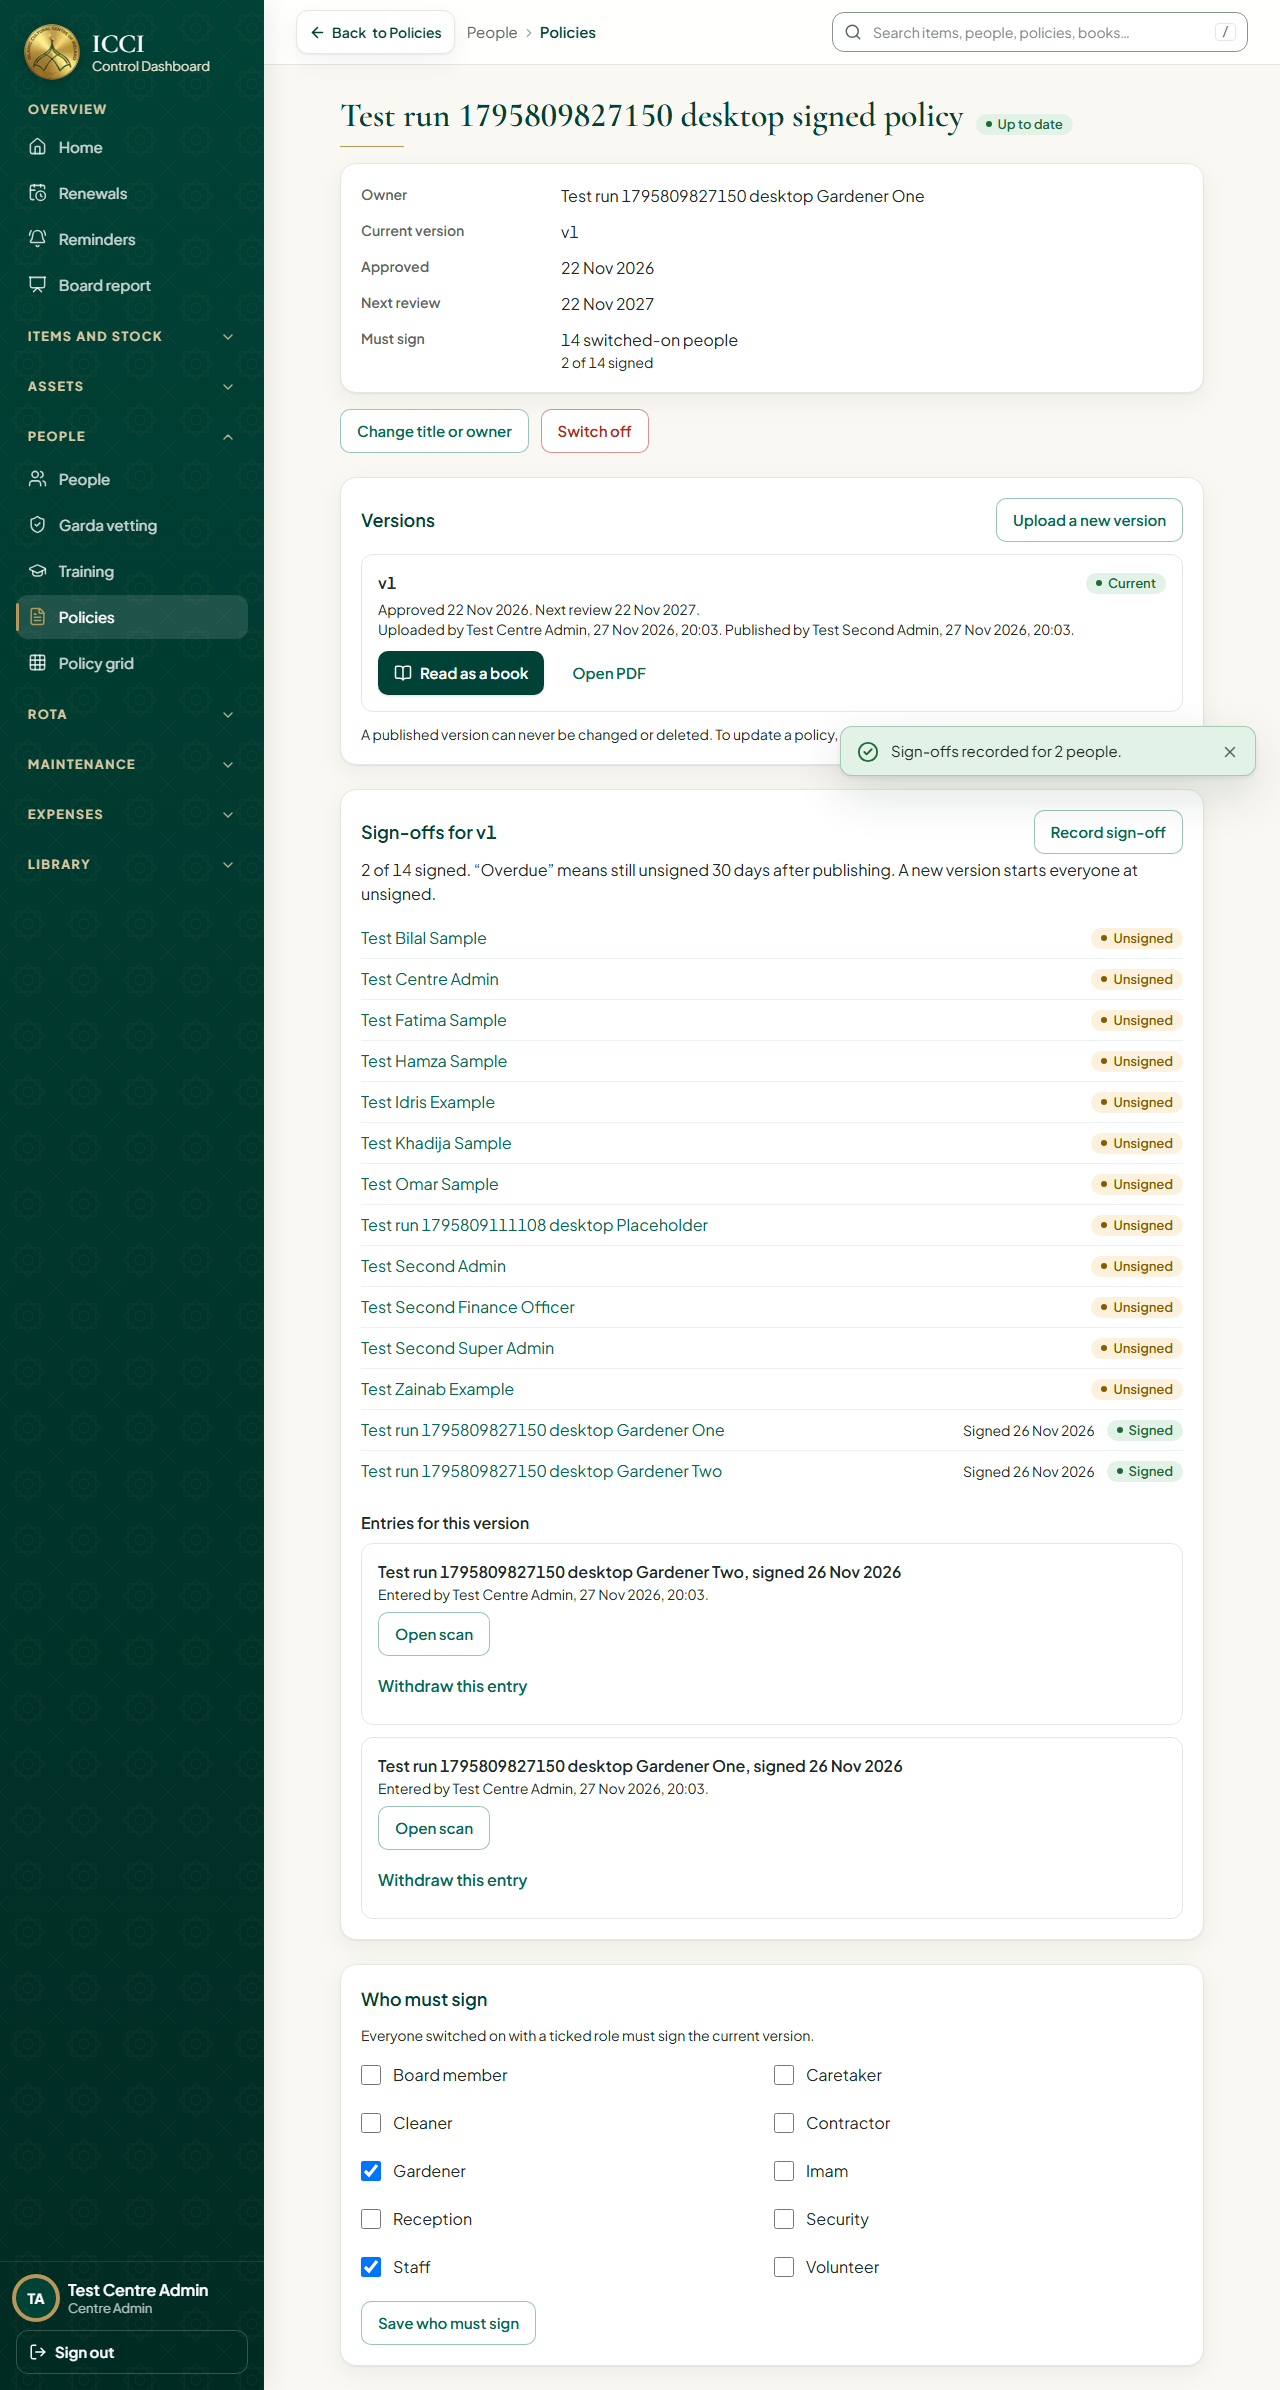 ICCI
Control Dashboard
OVERVIEW
Home
Renewals
Reminders
Board report
ITEMS AND STOCK
ASSETS
PEOPLE
People
Garda vetting
Training
Policies
Policy grid
ROTA
MAINTENANCE
EXPENSES
LIBRARY
Test Centre Admin
TA
Centre Admin
Sign out
Back to Policies
People › Policies
Search items, people, policies, books…
/
Test run 1795809827150 desktop signed policy
Up to date
Owner
Test run 1795809827150 desktop Gardener One
Current version
v1
Approved
22 Nov 2026
Next review
22 Nov 2027
Must sign
14 switched-on people
2 of 14 signed
Change title or owner
Switch off
Versions
Upload a new version
v1
Current
Approved 22 Nov 2026. Next review 22 Nov 2027.
Uploaded by Test Centre Admin, 27 Nov 2026, 20:03. Published by Test Second Admin, 27 Nov 2026, 20:03.
Read as a book
Open PDF
A published version can never be changed or deleted. To update a policy,
Sign-offs recorded for 2 people.
Sign-offs for v1
Record sign-off
2 of 14 signed. “Overdue” means still unsigned 30 days after publishing. A new version starts everyone at
unsigned.
Test Bilal Sample
Unsigned
Test Centre Admin
Unsigned
Test Fatima Sample
Unsigned
Test Hamza Sample
Unsigned
Test Idris Example
Unsigned
Test Khadija Sample
Unsigned
Test Omar Sample
Unsigned
Test run 1795809111108 desktop Placeholder
Unsigned
Test Second Admin
Unsigned
Test Second Finance Officer
Unsigned
Test Second Super Admin
Unsigned
Test Zainab Example
Unsigned
Test run 1795809827150 desktop Gardener One
Signed 26 Nov 2026
Signed
Test run 1795809827150 desktop Gardener Two
Signed 26 Nov 2026
Signed
Entries for this version
Test run 1795809827150 desktop Gardener Two, signed 26 Nov 2026
Entered by Test Centre Admin, 27 Nov 2026, 20:03.
Open scan
Withdraw this entry
Test run 1795809827150 desktop Gardener One, signed 26 Nov 2026
Entered by Test Centre Admin, 27 Nov 2026, 20:03.
Open scan
Withdraw this entry
Who must sign
Everyone switched on with a ticked role must sign the current version.
Board member
Caretaker
Cleaner
Contractor
Gardener
Imam
Reception
Security
Staff
Volunteer
Save who must sign